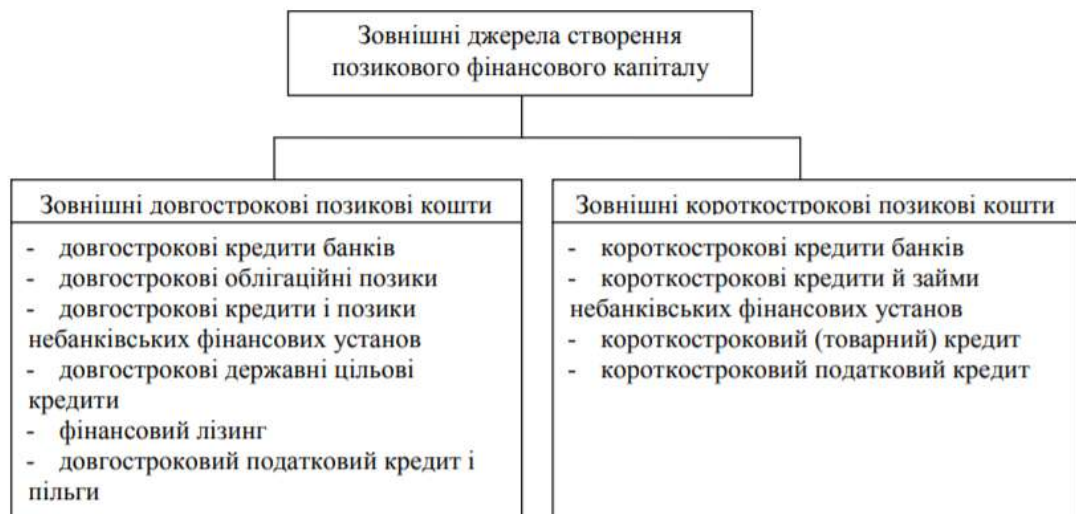 Зовнішні джерела створення
позикового фінансового капіталу
Зовнішні довгострокові позикові кошти
- довгострокові кредити банків
- довгострокові облігаційні позики
- довгострокові кредити і позики
небанківських фінансових установ
- довгострокові державні цільові
кредити
- фінансовий лізинг
- довгостроковий податковий кредит і
пільги
Зовнішні короткострокові позикові кошти
- короткострокові кредити банків
- короткострокові кредити й займи
небанківських фінансових установ
- короткостроковий (товарний) кредит
- короткостроковий податковий кредит